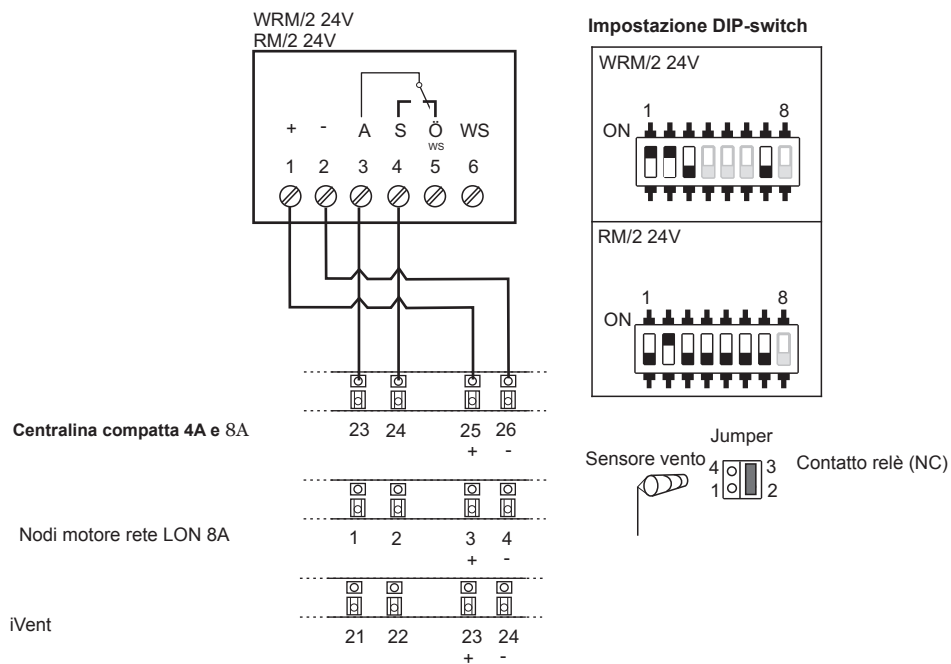 WRM/2 24V
RM/2 24V
+ - A S Ö WS
ws
1 2 3 4 5 6
Centralina compatta 4A e 8A
23 24 25 26
+ -
Nodi motore rete LON 8A
1 2 3 4
+ -
iVent
21 22 23 24
+ -
Impostazione DIP-switch
WRM/2 24V
1 8
ON
RM/2 24V
1 8
ON
Jumper
Sensore vento
4 3
1 2
Contatto relè (NC)